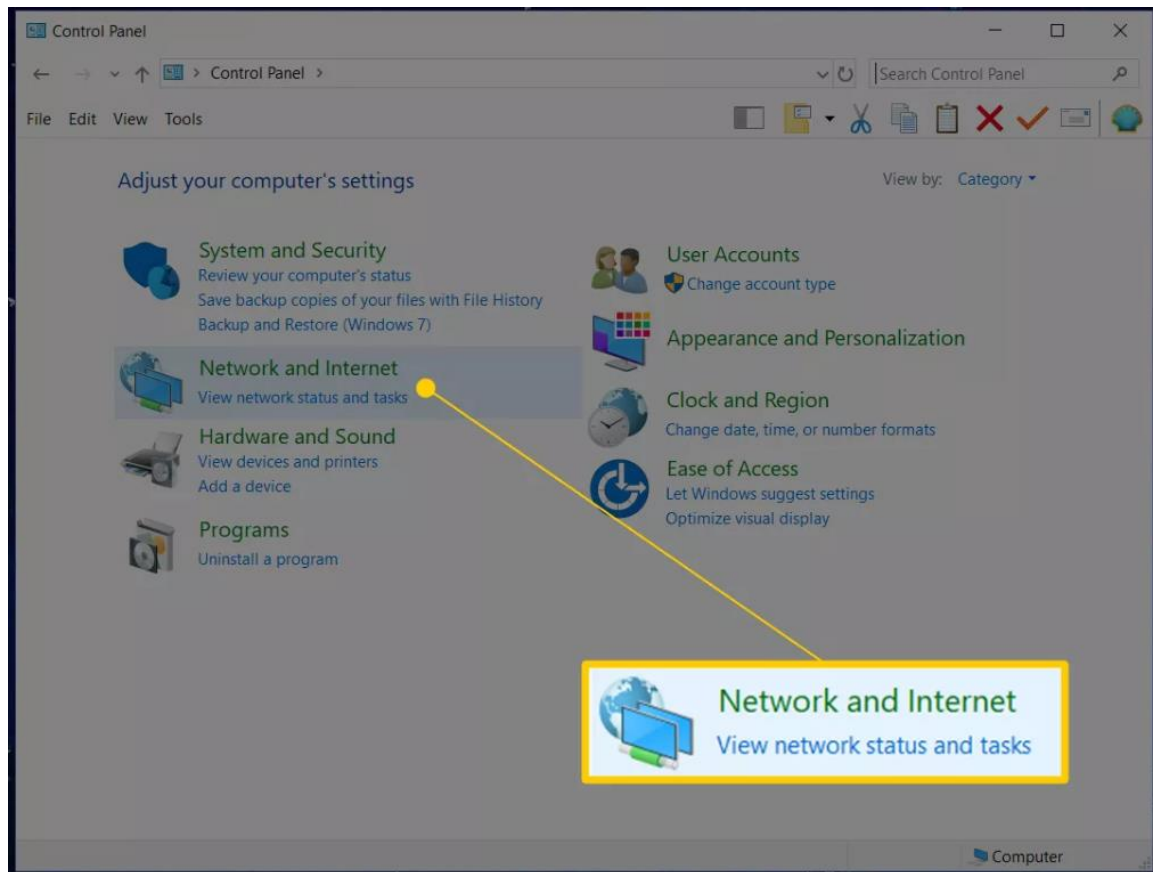 Control Panel
Control Panel
Search Control Panel
File Edit View Tools
Adjust your computer's settings
View by: Category
System and Security
Review your computer's status
Save backup copies of your files with File History
Backup and Restore (Windows 7)
Network and Internet
View network status and tasks
Hardware and Sound
View devices and printers
Add a device
Programs
Uninstall a program
User Accounts
Change account type
Appearance and Personalization
Clock and Region
Change date, time, or number formats
Ease of Access
Let Windows suggest settings
Optimize visual display
Network and Internet
View network status and tasks
Computer